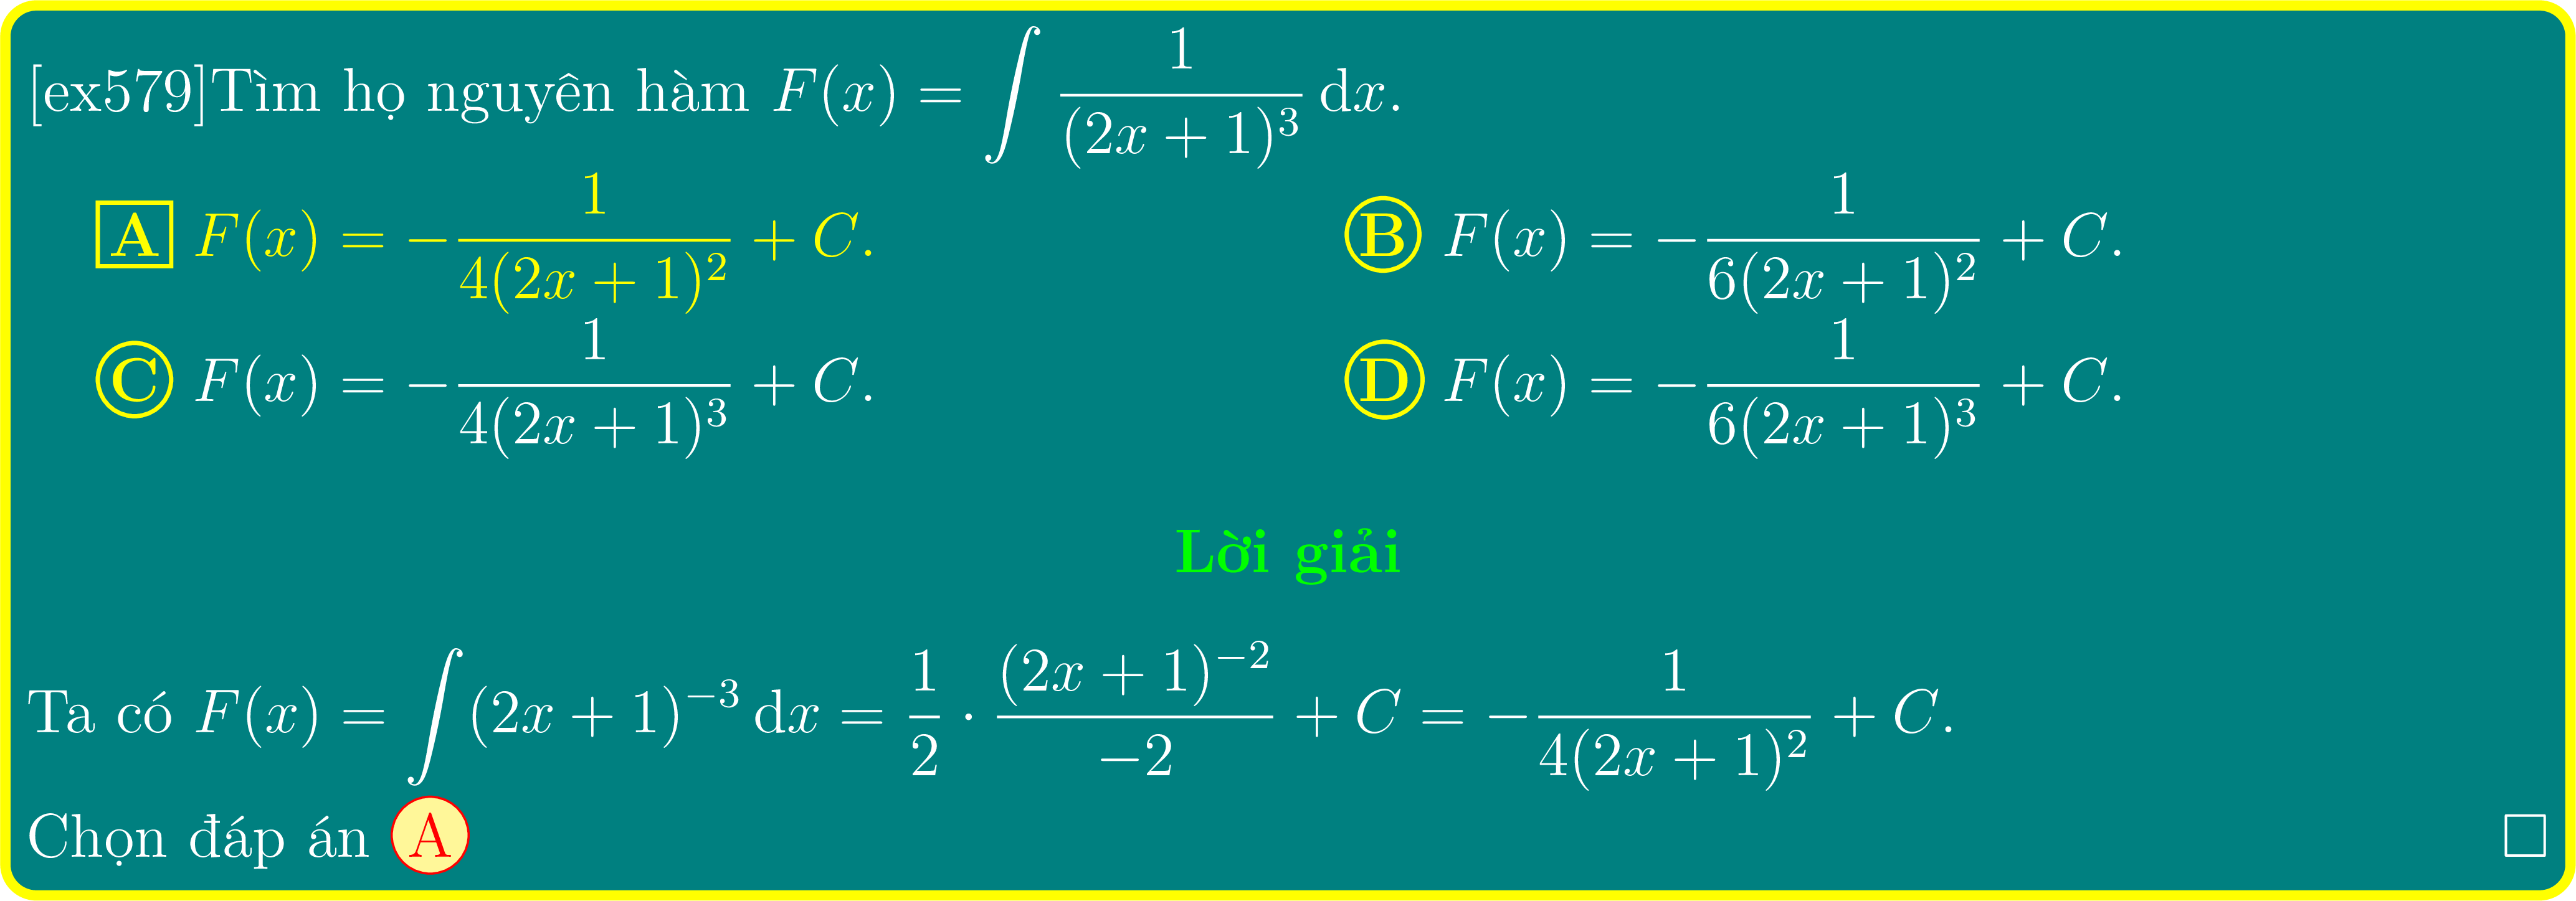 [ex579]Tìm họ nguyên hàm $F(x) = \int \frac{1}{(2x+1)^3}\,\mathrm{d}x.$
A $F(x) = -\frac{1}{4(2x+1)^2} + C.$ B $F(x) = -\frac{1}{6(2x+1)^2} + C.$
C $F(x) = -\frac{1}{4(2x+1)^3} + C.$ D $F(x) = -\frac{1}{6(2x+1)^3} + C.$
Lời giải
Ta có $F(x) = \int (2x+1)^{-3}\,\mathrm{d}x = \frac{1}{2} \cdot \frac{(2x+1)^{-2}}{-2} + C = -\frac{1}{4(2x+1)^2} + C.$
Chọn đáp án A □